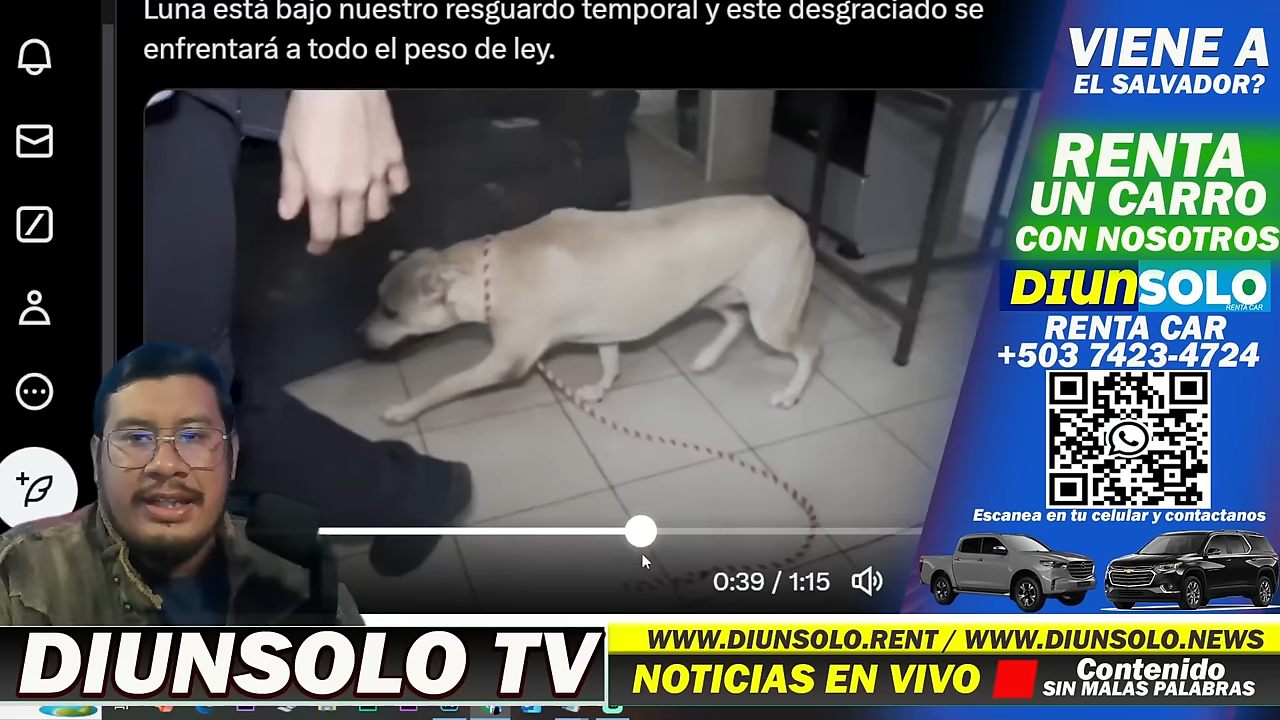 Luna está bajo nuestro resguardo temporal y este desgraciado se
enfrentará a todo el peso de ley.
0:39 / 1:15
VIENE A
EL SALVADOR?
RENTA
UN CARRO
CON NOSOTROS
DIUNSOLO
RENTA CAR
RENTA CAR
+503 7423-4724
Escanea en tu celular y contactanos
DIUNSOLO TV
WWW.DIUNSOLO.RENT / WWW.DIUNSOLO.NEWS
NOTICIAS EN VIVO
Contenido
SIN MALAS PALABRAS